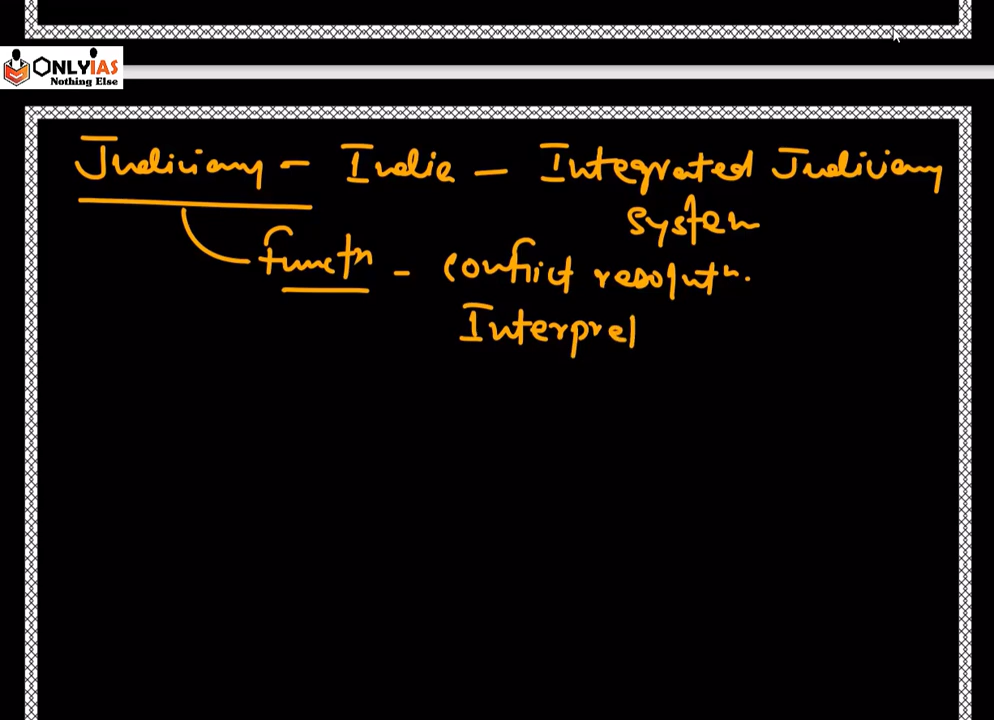 ONLYIAS
Nothing Else
Judiciary - India - Integrated Judiciary
system
functn - conflict resolutn.
Interpret